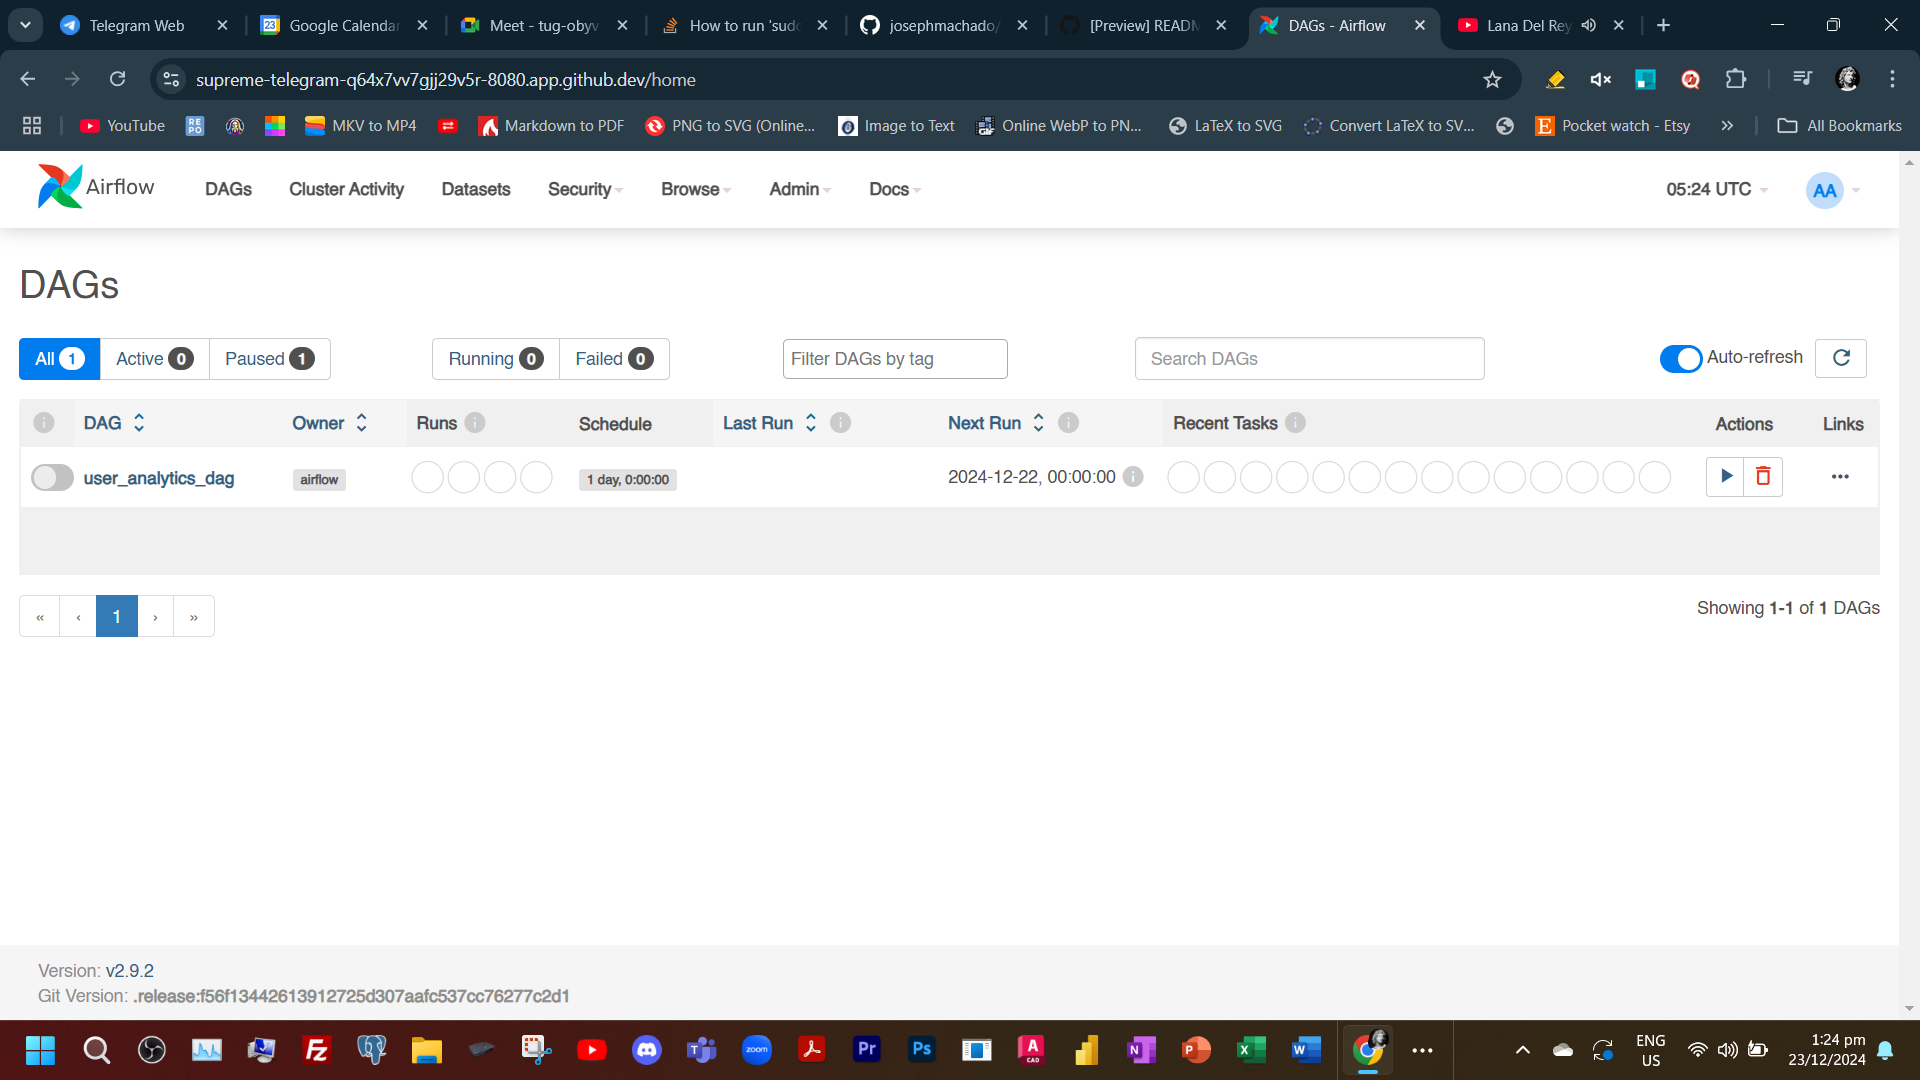 Telegram Web
Google Calendar
Meet - tug-obyv
How to run 'sudo
josephmachado/
[Preview] READM
DAGs - Airflow
Lana Del Rey
supreme-telegram-q64x7vv7gjj29v5r-8080.app.github.dev/home
YouTube
RE
PO
MKV to MP4
Markdown to PDF
PNG to SVG (Online...
Image to Text
Online WebP to PN...
LaTeX to SVG
Convert LaTeX to SV...
Pocket watch - Etsy
All Bookmarks
Airflow
DAGs
Cluster Activity
Datasets
Security
Browse
Admin
Docs
05:24 UTC
AA
DAGs
All 1
Active 0
Paused 1
Running 0
Failed 0
Filter DAGs by tag
Search DAGs
Auto-refresh
DAG
Owner
Runs
Schedule
Last Run
Next Run
Recent Tasks
Actions
Links
user_analytics_dag
airflow
1 day, 0:00:00
2024-12-22, 00:00:00
« ‹ 1 › »
Showing 1-1 of 1 DAGs
Version: v2.9.2
Git Version: .release:f56f13442613912725d307aafc537cc76277c2d1
ENG
US
1:24 pm
23/12/2024